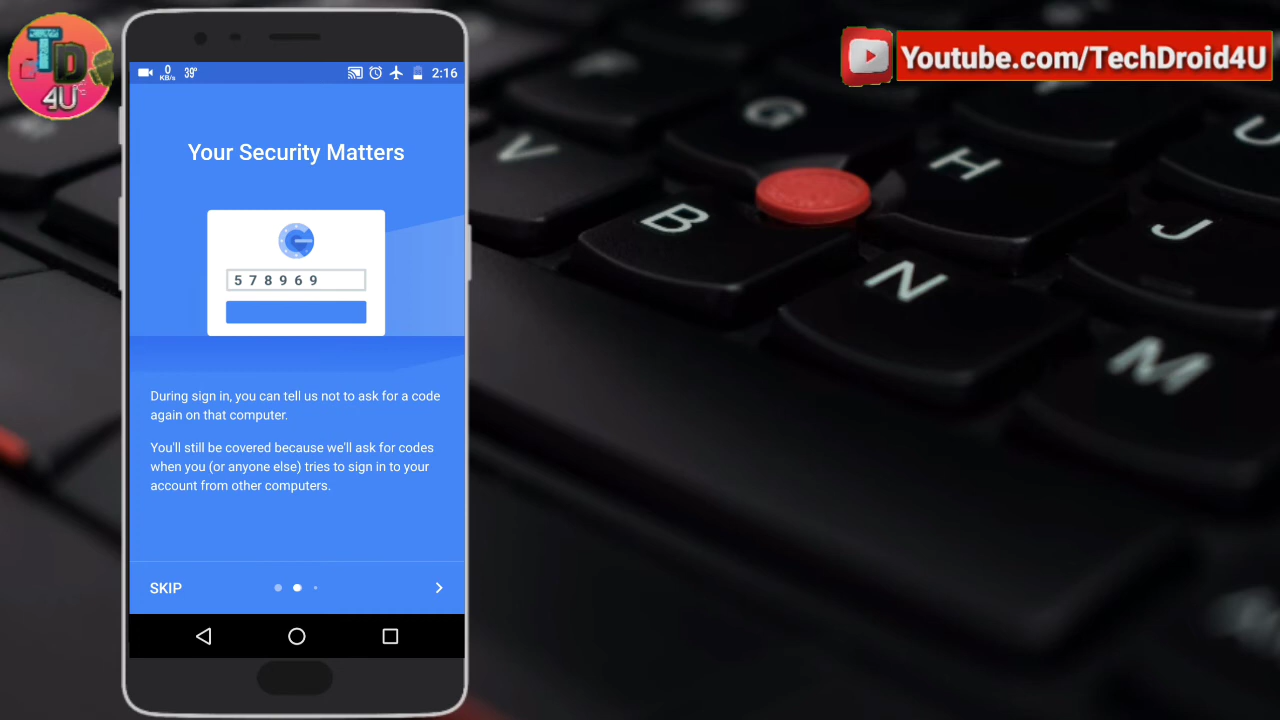 TD
4U
Youtube.com/TechDroid4U
0
KB/s
39°
2:16
Your Security Matters
5 7 8 9 6 9
During sign in, you can tell us not to ask for a code
again on that computer.
You'll still be covered because we'll ask for codes
when you (or anyone else) tries to sign in to your
account from other computers.
SKIP
V
G
H
U
B
J
N
M